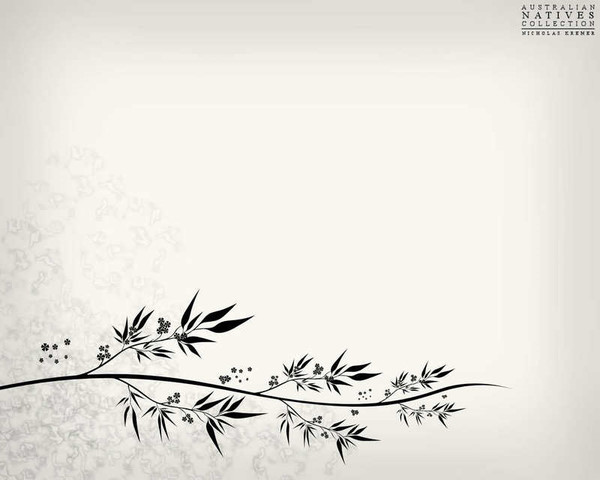 AUSTRALIAN
NATIVES
COLLECTION
NICHOLAS KREMER